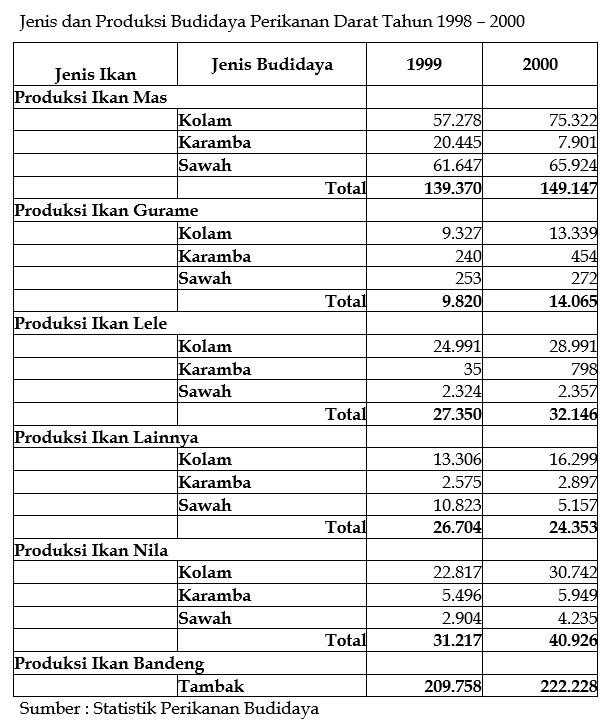 Jenis dan Produksi Budidaya Perikanan Darat Tahun 1998 – 2000
Jenis Ikan Jenis Budidaya 1999 2000
Produksi Ikan Mas
Kolam 57.278 75.322
Karamba 20.445 7.901
Sawah 61.647 65.924
Total 139.370 149.147
Produksi Ikan Gurame
Kolam 9.327 13.339
Karamba 240 454
Sawah 253 272
Total 9.820 14.065
Produksi Ikan Lele
Kolam 24.991 28.991
Karamba 35 798
Sawah 2.324 2.357
Total 27.350 32.146
Produksi Ikan Lainnya
Kolam 13.306 16.299
Karamba 2.575 2.897
Sawah 10.823 5.157
Total 26.704 24.353
Produksi Ikan Nila
Kolam 22.817 30.742
Karamba 5.496 5.949
Sawah 2.904 4.235
Total 31.217 40.926
Produksi Ikan Bandeng
Tambak 209.758 222.228
Sumber : Statistik Perikanan Budidaya